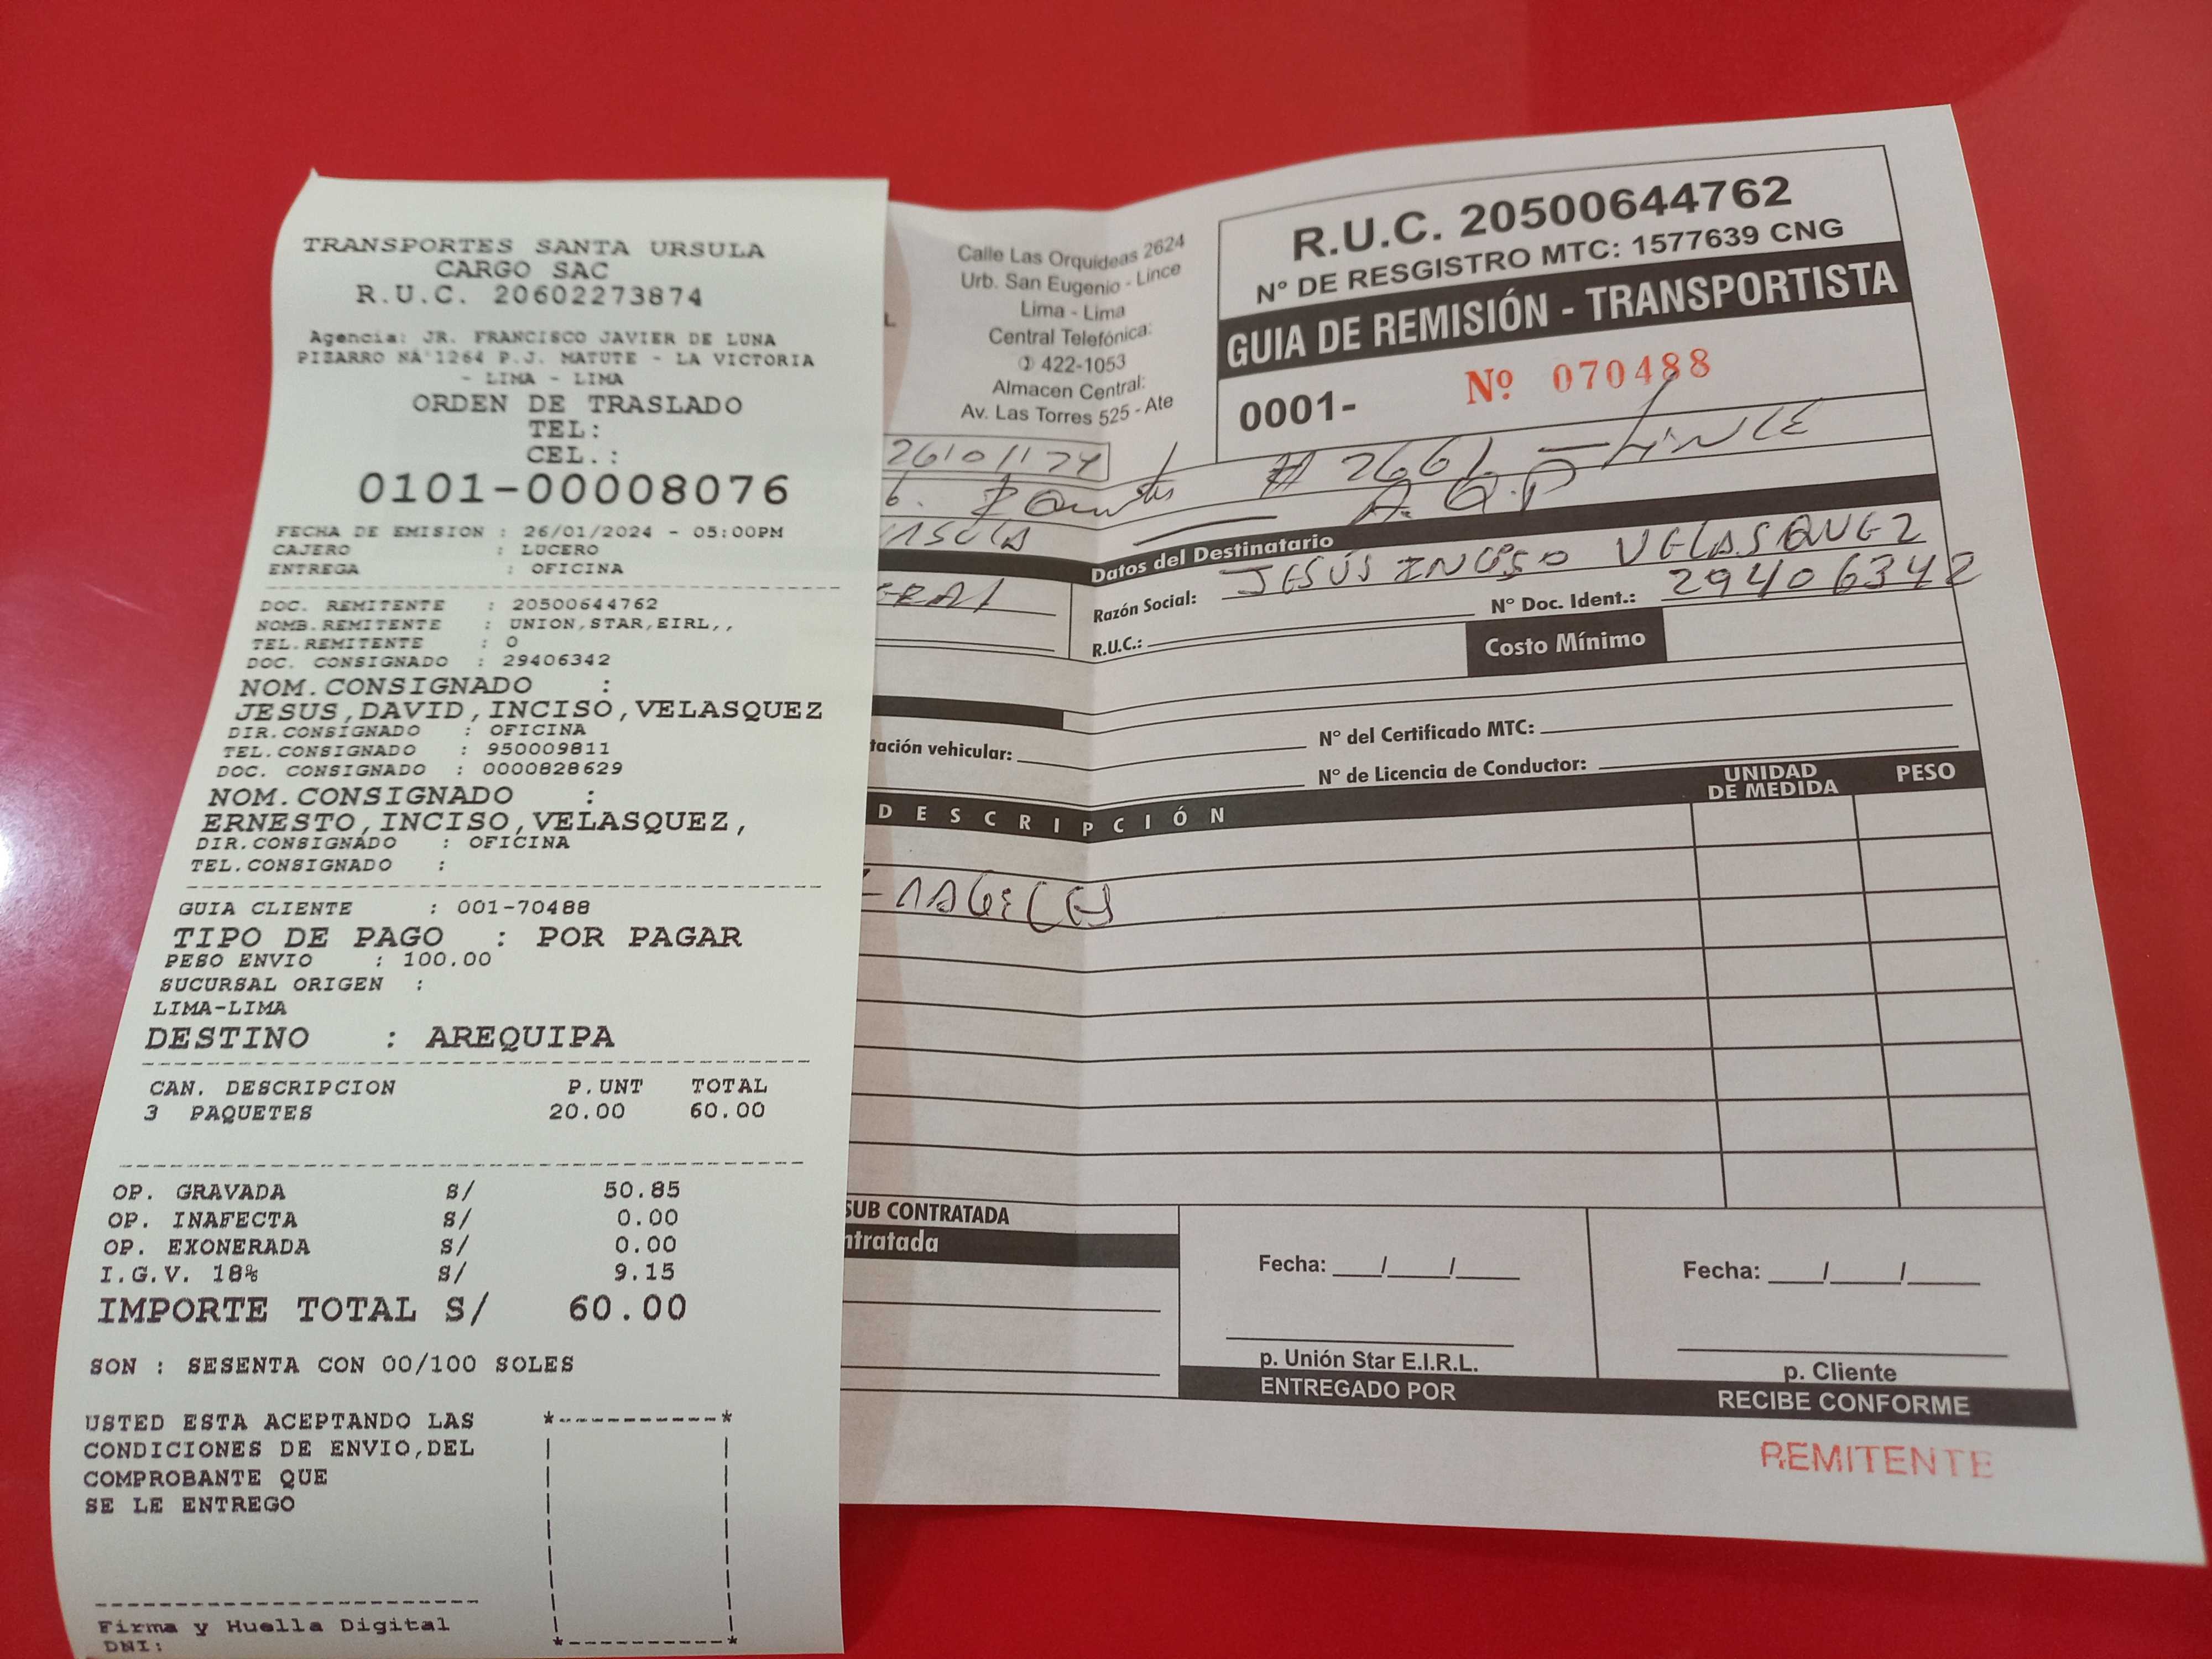 TRANSPORTES SANTA URSULA
CARGO SAC
R.U.C. 20602273874
Agencia: JR. FRANCISCO JAVIER DE LUNA
PIZARRO NÂ°1264 P.J. MATUTE - LA VICTORIA
- LIMA - LIMA
ORDEN DE TRASLADO
TEL:
CEL.:
0101-00008076
FECHA DE EMISION : 26/01/2024 - 05:00PM
CAJERO : LUCERO
ENTREGA : OFICINA
DOC. REMITENTE : 20500644762
NOMB.REMITENTE : UNION,STAR,EIRL,,
TEL.REMITENTE : 0
DOC. CONSIGNADO : 29406342
NOM.CONSIGNADO :
JESUS,DAVID,INCISO,VELASQUEZ
DIR.CONSIGNADO : OFICINA
TEL.CONSIGNADO : 950009811
DOC. CONSIGNADO : 0000828629
NOM.CONSIGNADO :
ERNESTO,INCISO,VELASQUEZ,
DIR.CONSIGNADO : OFICINA
TEL.CONSIGNADO :
GUIA CLIENTE : 001-70488
TIPO DE PAGO : POR PAGAR
PESO ENVIO : 100.00
SUCURSAL ORIGEN :
LIMA-LIMA
DESTINO : AREQUIPA
CAN. DESCRIPCION P.UNT TOTAL
3 PAQUETES 20.00 60.00
OP. GRAVADA S/ 50.85
OP. INAFECTA S/ 0.00
OP. EXONERADA S/ 0.00
I.G.V. 18% S/ 9.15
IMPORTE TOTAL S/ 60.00
SON : SESENTA CON 00/100 SOLES
USTED ESTA ACEPTANDO LAS
CONDICIONES DE ENVIO,DEL
COMPROBANTE QUE
SE LE ENTREGO
Firma y Huella Digital
DNI:
Calle Las Orquídeas 2624
Urb. San Eugenio - Lince
Lima - Lima
Central Telefónica:
422-1053
Almacen Central:
Av. Las Torres 525 - Ate
R.U.C. 20500644762
Nº DE RESGISTRO MTC: 1577639 CNG
GUIA DE REMISIÓN - TRANSPORTISTA
0001- Nº 070488
26/01/24
# 2661 - LINCE
A.Q.P
Datos del Destinatario
Razón Social: JESÚS INCISO VELASQUEZ
R.U.C.: Nº Doc. Ident.: 29406342
Costo Mínimo
tación vehicular: Nº del Certificado MTC:
Nº de Licencia de Conductor:
DESCRIPCIÓN UNIDAD DE MEDIDA PESO
SUB CONTRATADA
ntratada
Fecha: / / Fecha: / /
p. Unión Star E.I.R.L. p. Cliente
ENTREGADO POR RECIBE CONFORME
REMITENTE